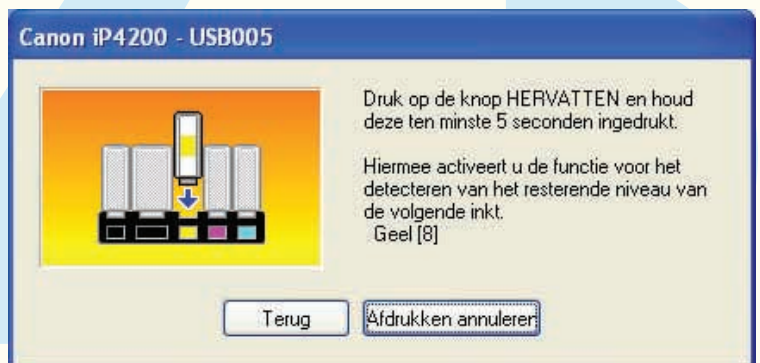 Canon iP4200 - USB005
Druk op de knop HERVATTEN en houd
deze ten minste 5 seconden ingedrukt.
Hiermee activeert u de functie voor het
detecteren van het resterende niveau van
de volgende inkt.
Geel [8]
Terug
Afdrukken annuleren